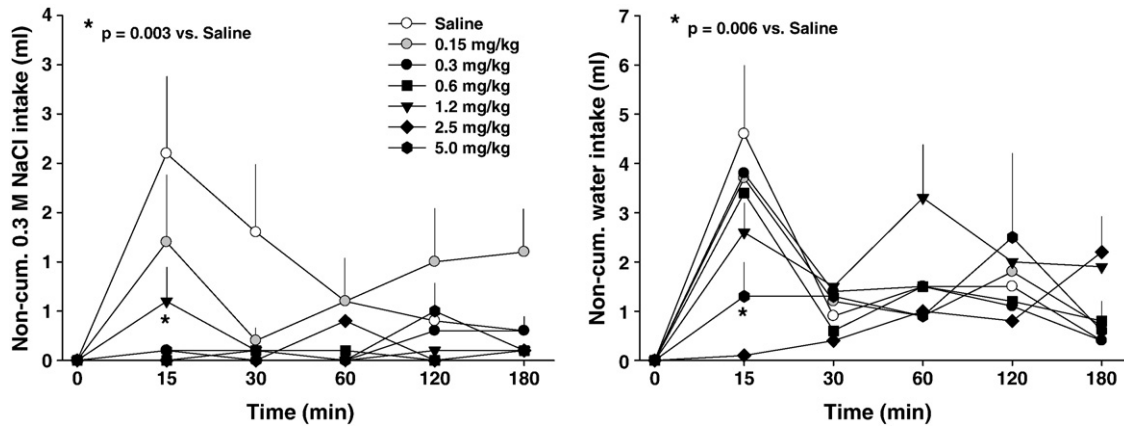 * p = 0.003 vs. Saline
Non-cum. 0.3 M NaCl intake (ml)
4
3
3
2
2
1
1
0
Saline
0.15 mg/kg
0.3 mg/kg
0.6 mg/kg
1.2 mg/kg
2.5 mg/kg
5.0 mg/kg
*
0 15 30 60 120 180
Time (min)
* p = 0.006 vs. Saline
Non-cum. water intake (ml)
7
6
5
4
3
2
1
0
*
0 15 30 60 120 180
Time (min)